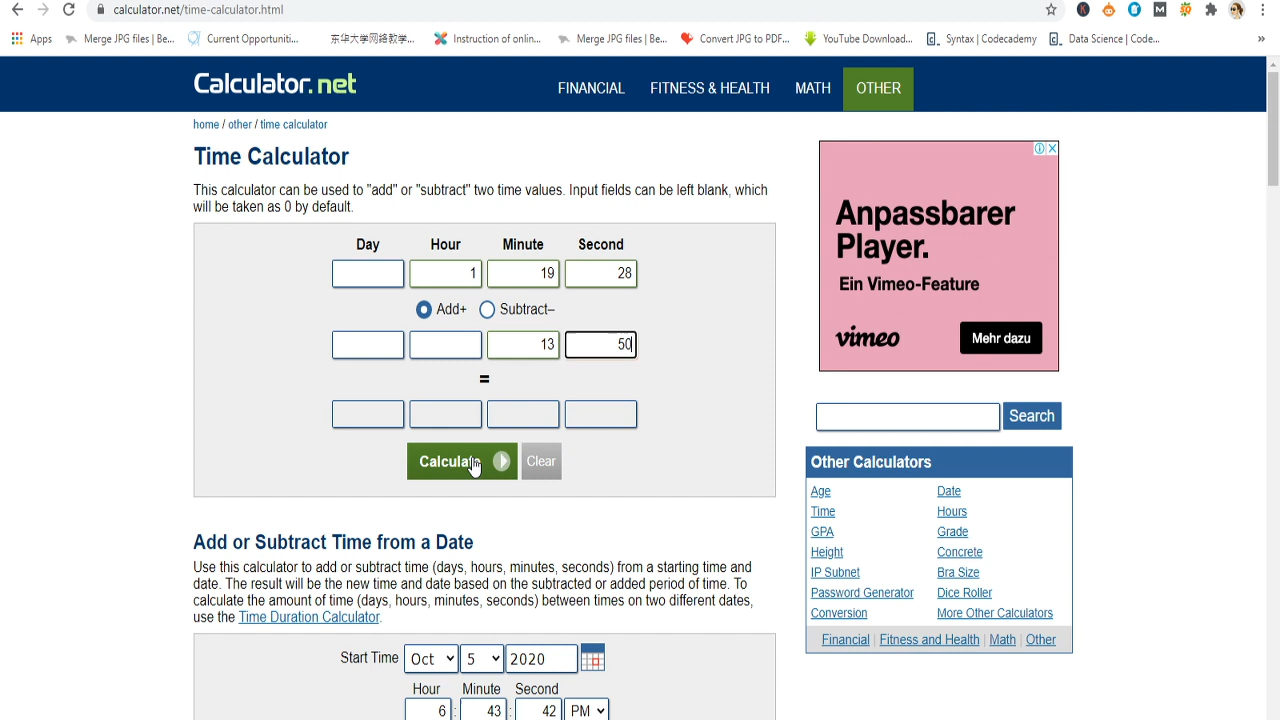 calculator.net/time-calculator.html
Apps
Merge JPG files | Be...
Current Opportuniti...
东华大学网络教学...
Instruction of onlin...
Merge JPG files | Be...
Convert JPG to PDF...
YouTube Download...
Syntax | Codecademy
Data Science | Code...
»
Calculator.net
FINANCIAL
FITNESS & HEALTH
MATH
OTHER
home / other / time calculator
Time Calculator
This calculator can be used to "add" or "subtract" two time values. Input fields can be left blank, which
will be taken as 0 by default.
Day Hour Minute Second
1 19 28
Add+ Subtract–
13 50
=
Calculate Clear
Add or Subtract Time from a Date
Use this calculator to add or subtract time (days, hours, minutes, seconds) from a starting time and
date. The result will be the new time and date based on the subtracted or added period of time. To
calculate the amount of time (days, hours, minutes, seconds) between times on two different dates,
use the Time Duration Calculator.
Start Time Oct 5 2020
Hour Minute Second
6 : 43 : 42 PM
Anpassbarer
Player.
Ein Vimeo-Feature
vimeo
Mehr dazu
Search
Other Calculators
Age Date
Time Hours
GPA Grade
Height Concrete
IP Subnet Bra Size
Password Generator Dice Roller
Conversion More Other Calculators
Financial | Fitness and Health | Math | Other